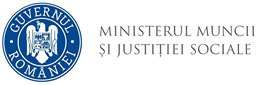 GUVERNUL
ROMÂNIEI
MINISTERUL MUNCII
ȘI JUSTIȚIEI SOCIALE